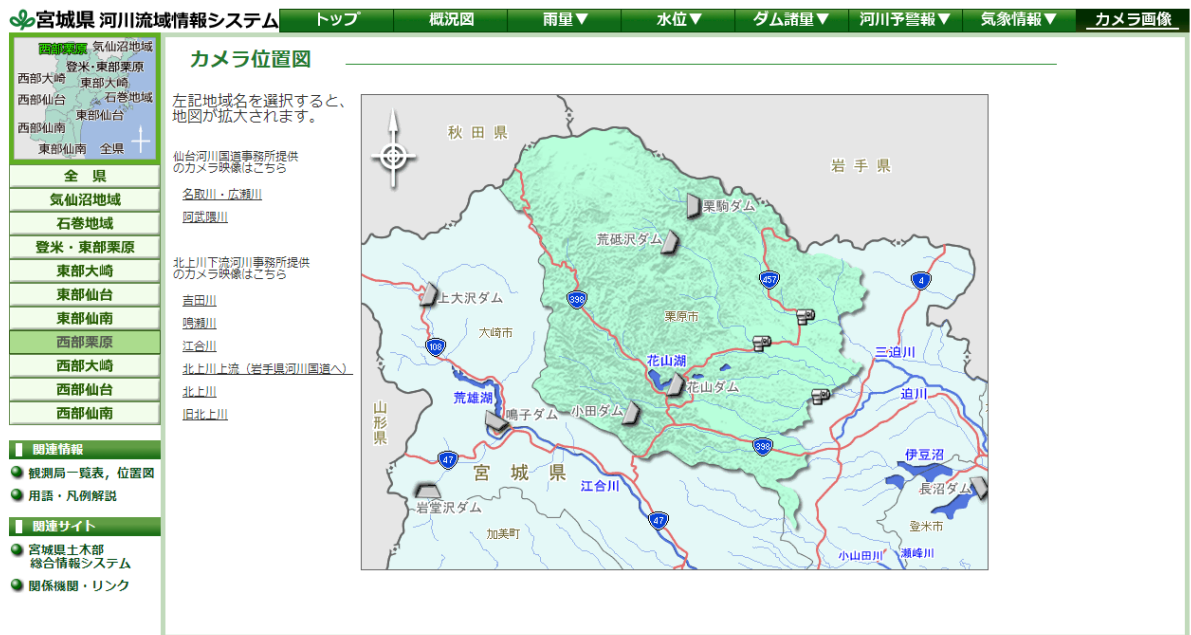 宮城県 河川流域情報システム
トップ
概況図
雨量▼
水位▼
ダム諸量▼
河川予警報▼
気象情報▼
カメラ画像
西部栗原
気仙沼地域
登米・東部栗原
西部大崎
東部大崎
西部仙台
石巻地域
東部仙台
西部仙南
東部仙南
全県
全　県
気仙沼地域
石巻地域
登米・東部栗原
東部大崎
東部仙台
東部仙南
西部栗原
西部大崎
西部仙台
西部仙南
関連情報
観測局一覧表，位置図
用語・凡例解説
関連サイト
宮城県土木部
総合情報システム
関係機関・リンク
カメラ位置図
左記地域名を選択すると、
地図が拡大されます。
仙台河川国道事務所提供
のカメラ映像はこちら
名取川・広瀬川
阿武隈川
北上川下流河川事務所提供
のカメラ映像はこちら
吉田川
鳴瀬川
江合川
北上川上流（岩手県河川国道へ）
北上川
旧北上川
秋田県
岩手県
栗駒ダム
荒砥沢ダム
457
4
上大沢ダム
398
栗原市
大崎市
108
三迫川
花山湖
花山ダム
迫川
荒雄湖
鳴子ダム
小田ダム
山形県
398
伊豆沼
47
宮城県
江合川
長沼ダム
岩堂沢ダム
47
登米市
加美町
小山田川
瀬峰川